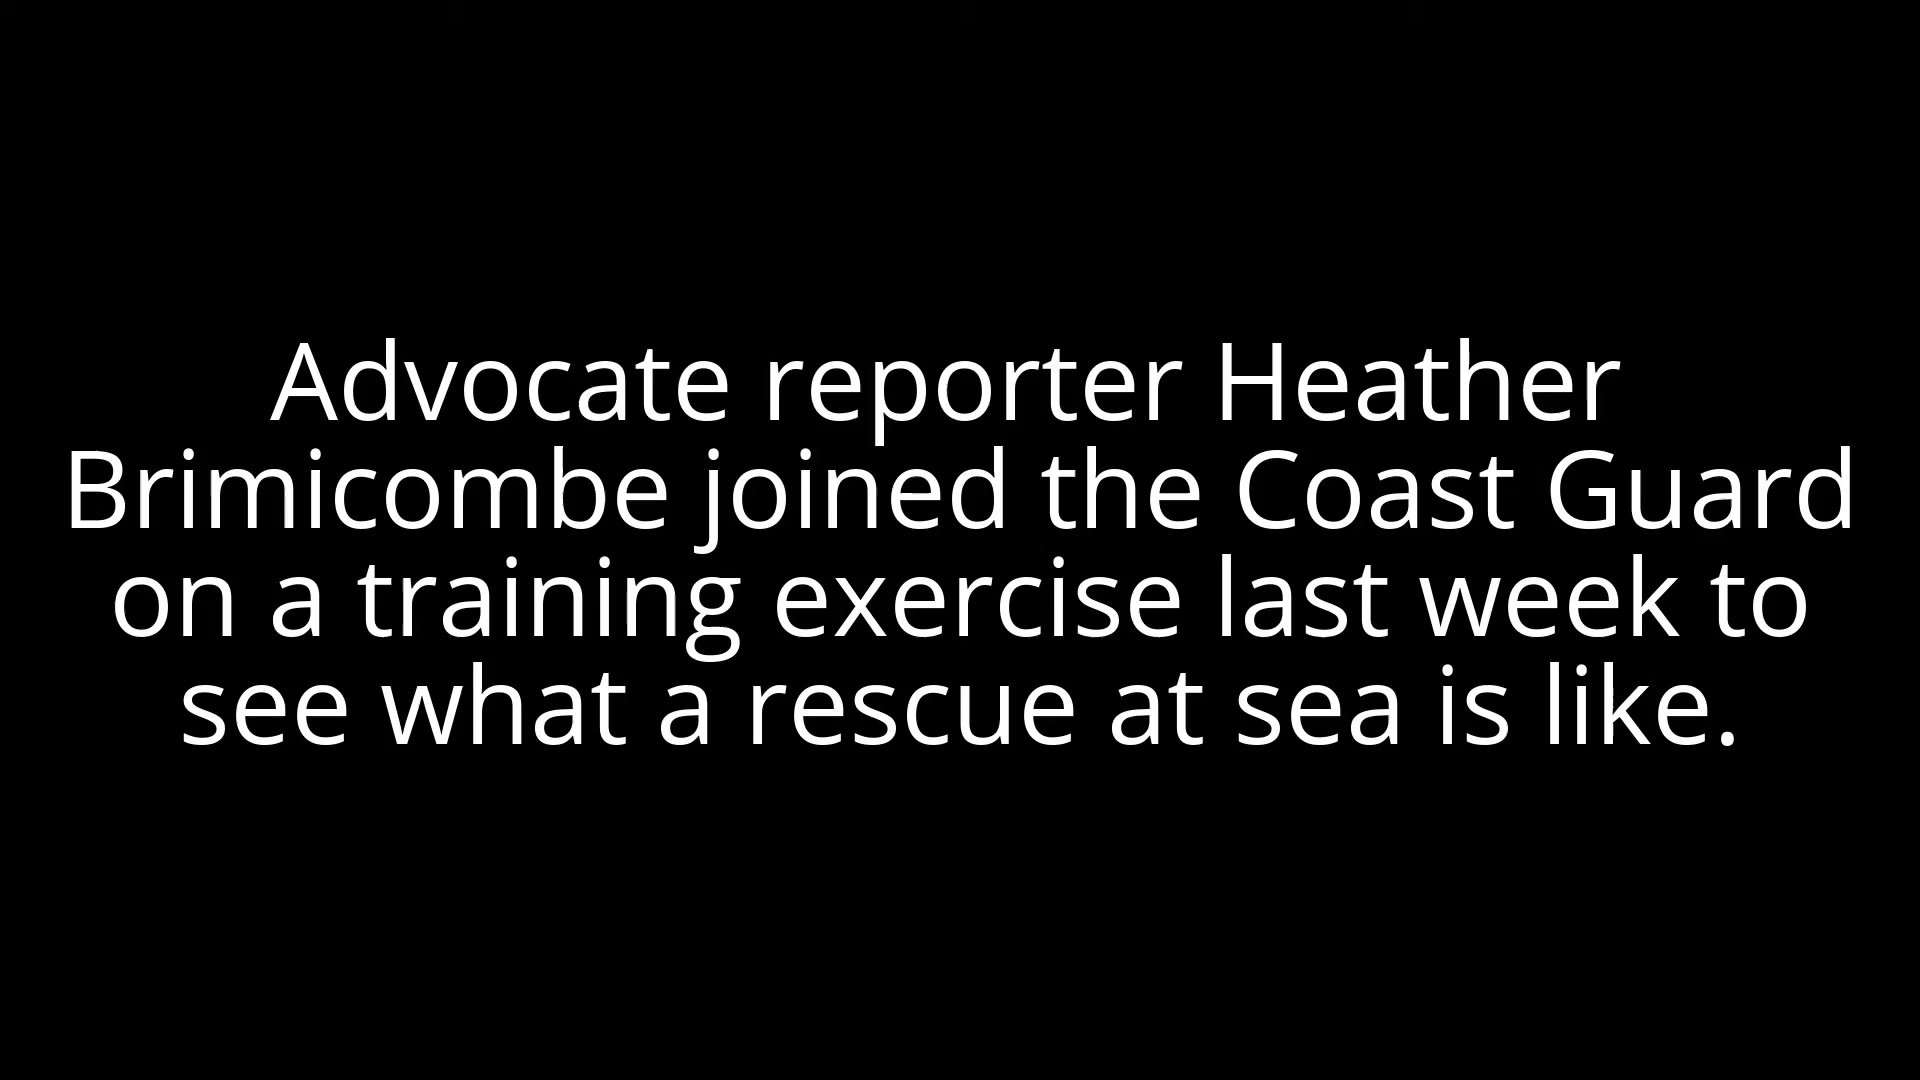 Advocate reporter Heather
Brimicombe joined the Coast Guard
on a training exercise last week to
see what a rescue at sea is like.